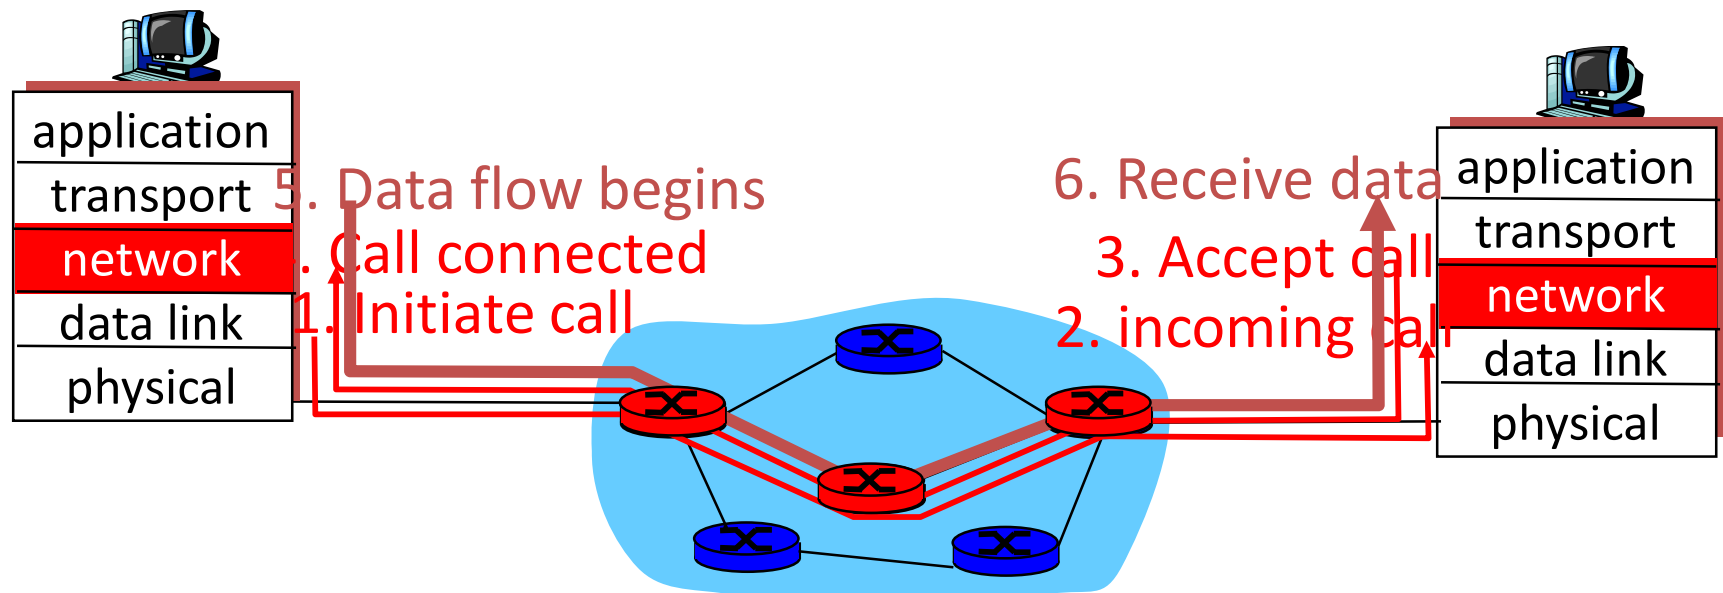 application
transport
network
data link
physical
5. Data flow begins
. Call connected
1. Initiate call
6. Receive data
3. Accept call
2. incoming call
application
transport
network
data link
physical